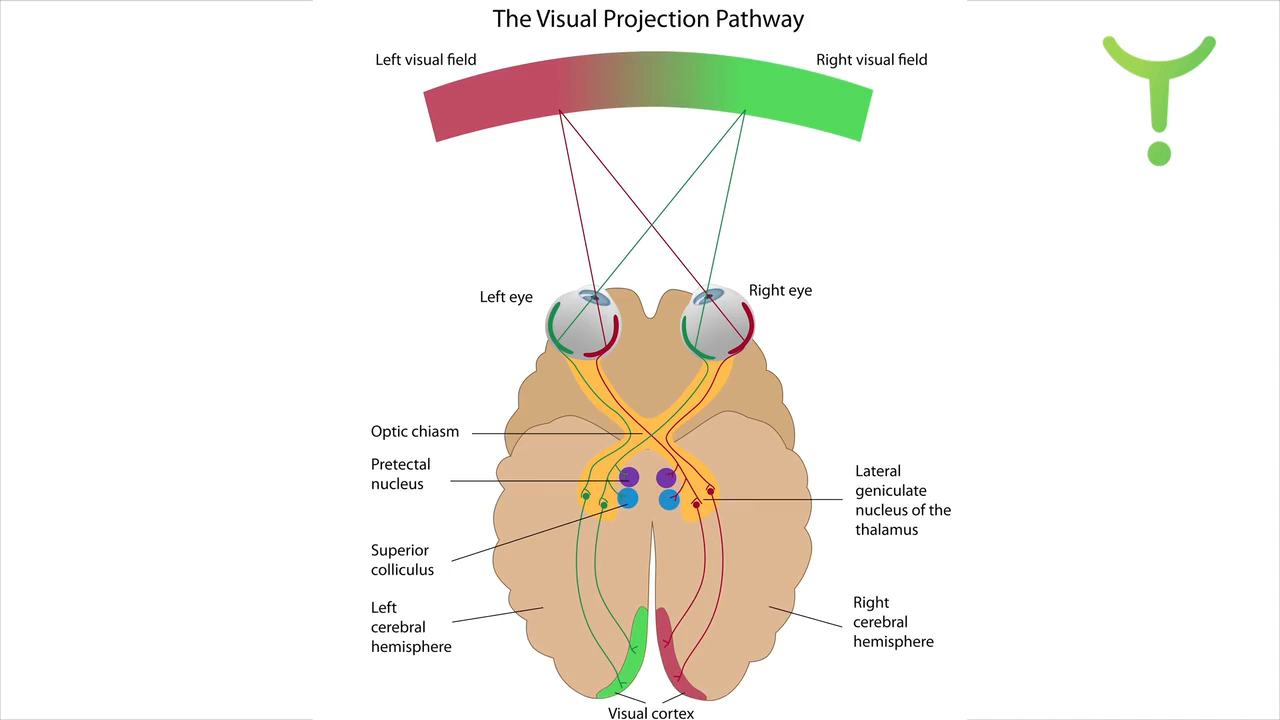 The Visual Projection Pathway
Left visual field
Right visual field
Left eye
Right eye
Optic chiasm
Pretectal
nucleus
Superior
colliculus
Left
cerebral
hemisphere
Lateral
geniculate
nucleus of the
thalamus
Right
cerebral
hemisphere
Visual cortex